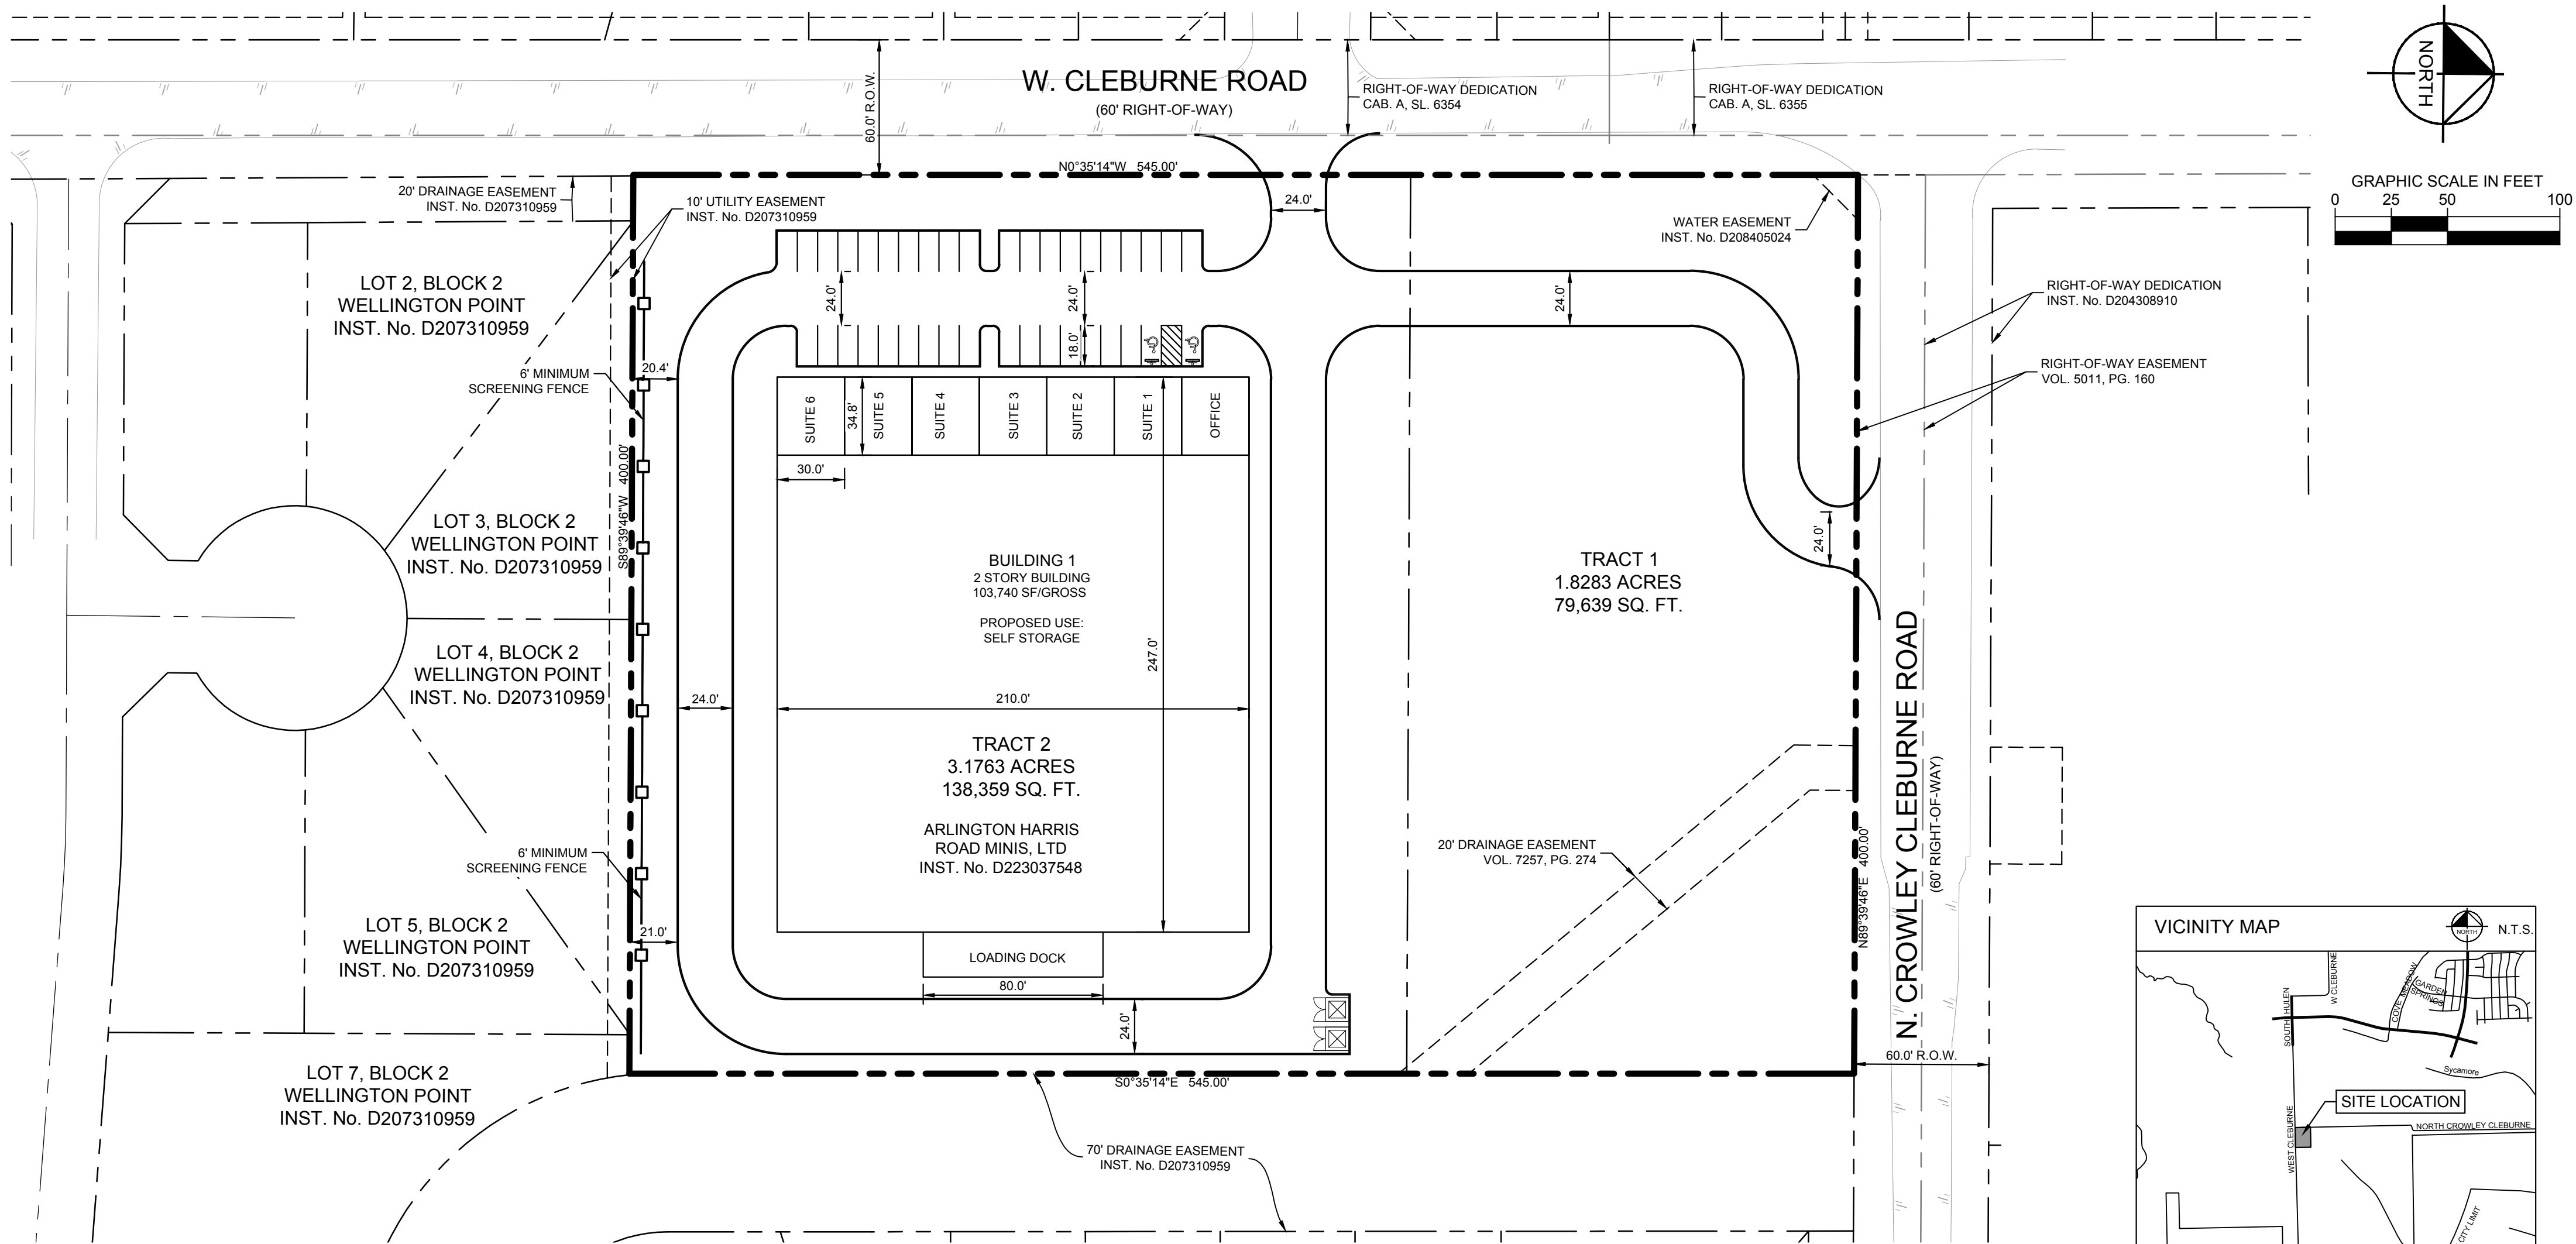 W. CLEBURNE ROAD
(60' RIGHT-OF-WAY)
60.0' R.O.W.
RIGHT-OF-WAY DEDICATION
CAB. A, SL. 6354
RIGHT-OF-WAY DEDICATION
CAB. A, SL. 6355
NORTH
GRAPHIC SCALE IN FEET
0 25 50 100
N0°35'14"W 545.00'
20' DRAINAGE EASEMENT
INST. No. D207310959
10' UTILITY EASEMENT
INST. No. D207310959
24.0'
WATER EASEMENT
INST. No. D208405024
LOT 2, BLOCK 2
WELLINGTON POINT
INST. No. D207310959
24.0'
24.0'
18.0'
24.0'
RIGHT-OF-WAY DEDICATION
INST. No. D204308910
RIGHT-OF-WAY EASEMENT
VOL. 5011, PG. 160
6' MINIMUM
SCREENING FENCE
20.4'
SUITE 6
34.8'
SUITE 5
SUITE 4
SUITE 3
SUITE 2
SUITE 1
OFFICE
30.0'
S89°39'46"W 400.00'
LOT 3, BLOCK 2
WELLINGTON POINT
INST. No. D207310959
BUILDING 1
2 STORY BUILDING
103,740 SF/GROSS
PROPOSED USE:
SELF STORAGE
24.0'
TRACT 1
1.8283 ACRES
79,639 SQ. FT.
LOT 4, BLOCK 2
WELLINGTON POINT
INST. No. D207310959
247.0'
24.0'
210.0'
TRACT 2
3.1763 ACRES
138,359 SQ. FT.
ARLINGTON HARRIS
ROAD MINIS, LTD
INST. No. D223037548
N. CROWLEY CLEBURNE ROAD
(60' RIGHT-OF-WAY)
N89°39'46"E 400.00'
20' DRAINAGE EASEMENT
VOL. 7257, PG. 274
6' MINIMUM
SCREENING FENCE
LOT 5, BLOCK 2
WELLINGTON POINT
INST. No. D207310959
21.0'
LOADING DOCK
80.0'
24.0'
60.0' R.O.W.
LOT 7, BLOCK 2
WELLINGTON POINT
INST. No. D207310959
S0°35'14"E 545.00'
70' DRAINAGE EASEMENT
INST. No. D207310959
VICINITY MAP
NORTH
N.T.S.
W CLEBURNE
SOUTH HULEN
COVE MEADOW
GARDEN
SPRINGS
Sycamore
SITE LOCATION
NORTH CROWLEY CLEBURNE
WEST CLEBURNE
CITY LIMIT